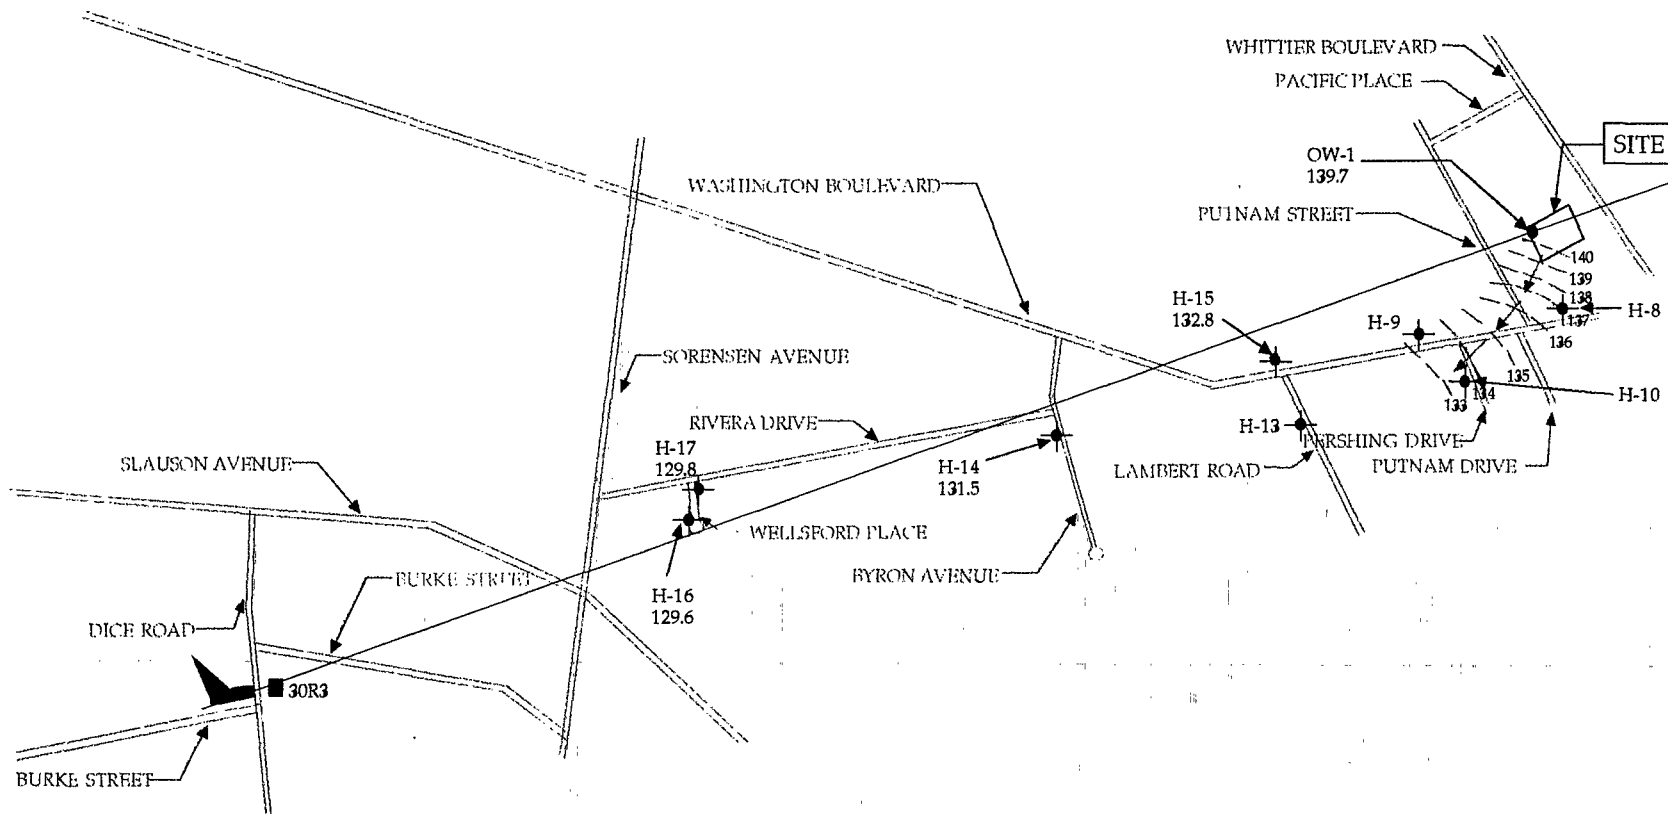 WHITTIER BOULEVARD
PACIFIC PLACE
SITE
OW-1
139.7
WASHINGTON BOULEVARD
PUTNAM STREET
140
139
138
137
136
135
134
133
H-15
132.8
H-9
H-8
H-10
SORENSEN AVENUE
RIVERA DRIVE
H-17
129.8
H-14
131.5
H-13
PERSHING DRIVE
PUTNAM DRIVE
LAMBERT ROAD
SLAUSON AVENUE
WELLSFORD PLACE
BYRON AVENUE
BURKE STREET
H-16
129.6
DICE ROAD
30R3
BURKE STREET